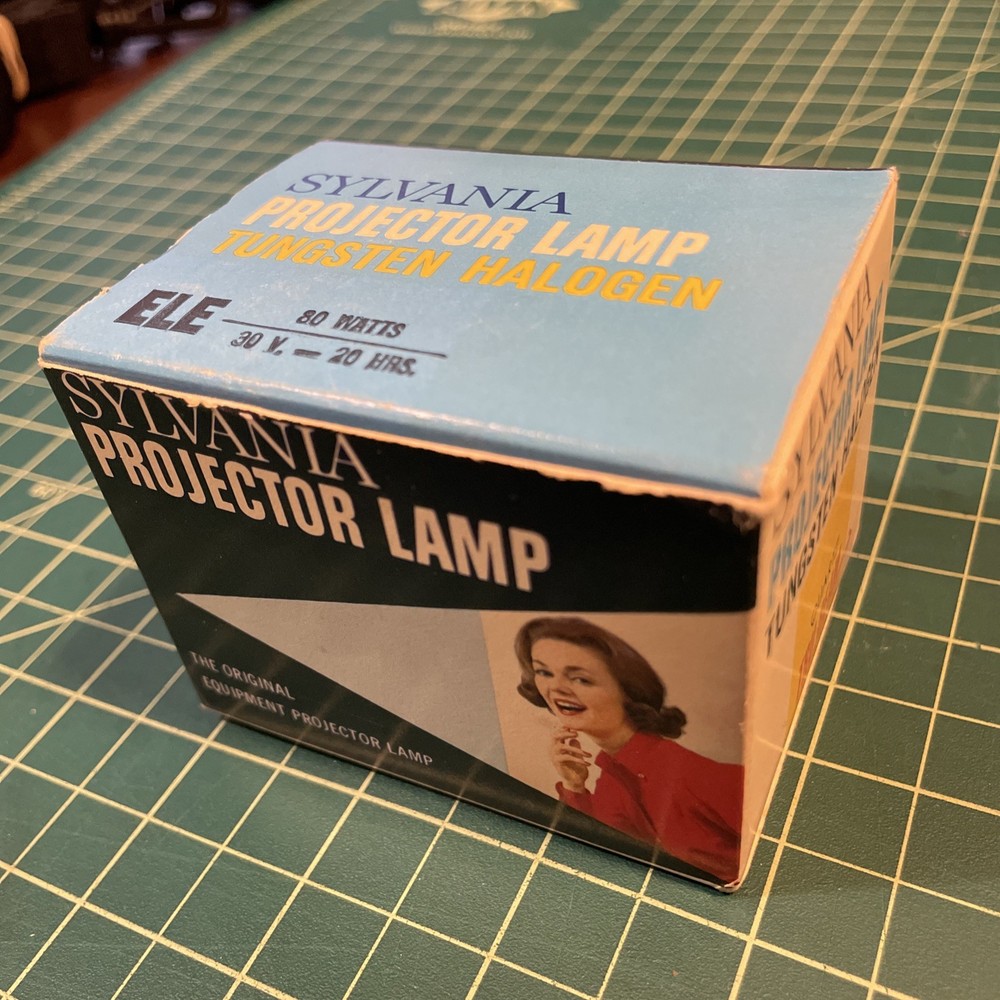 SYLVANIA
PROJECTOR LAMP
TUNGSTEN HALOGEN
ELE 80 WATTS
30 V. — 20 HRS.
SYLVANIA
PROJECTOR LAMP
THE ORIGINAL
EQUIPMENT PROJECTOR LAMP
SYLVANIA
PROJECTOR LAMP
TUNGSTEN HALOGEN